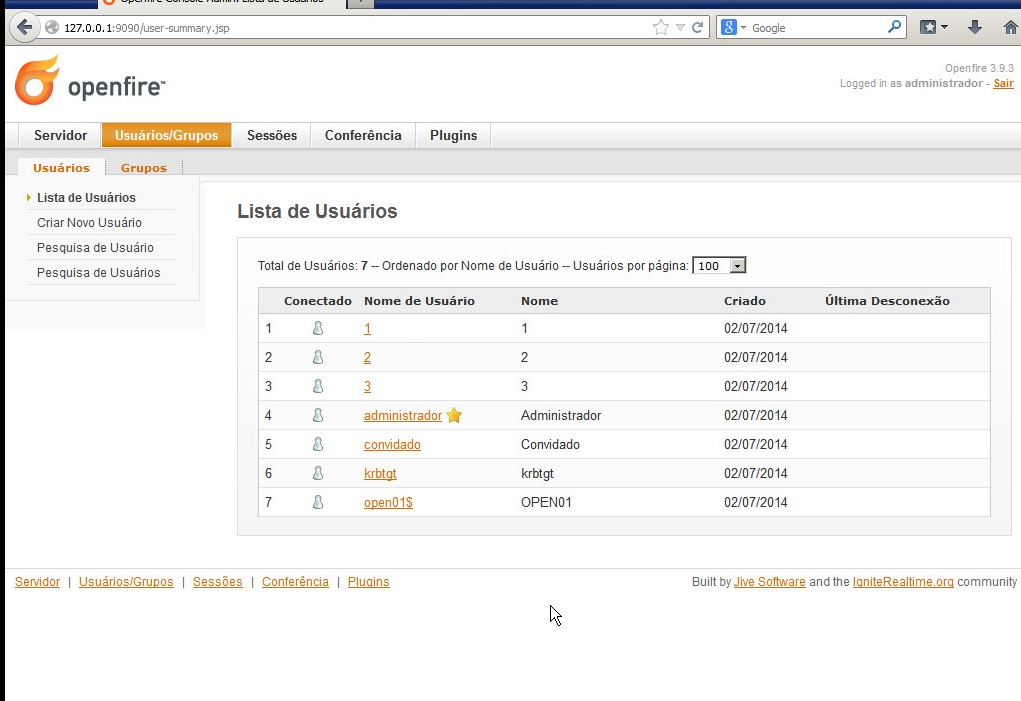 127.0.0.1:9090/user-summary.jsp
8 Google
openfire™
Openfire 3.9.3
Logged in as administrador - Sair
Servidor Usuários/Grupos Sessões Conferência Plugins
Usuários Grupos
Lista de Usuários
Criar Novo Usuário
Pesquisa de Usuário
Pesquisa de Usuários
Lista de Usuários
Total de Usuários: 7 -- Ordenado por Nome de Usuário -- Usuários por página: 100
Conectado Nome de Usuário Nome Criado Última Desconexão
1 1 1 02/07/2014
2 2 2 02/07/2014
3 3 3 02/07/2014
4 administrador Administrador 02/07/2014
5 convidado Convidado 02/07/2014
6 krbtgt krbtgt 02/07/2014
7 open01$ OPEN01 02/07/2014
Servidor | Usuários/Grupos | Sessões | Conferência | Plugins
Built by Jive Software and the IgniteRealtime.org community